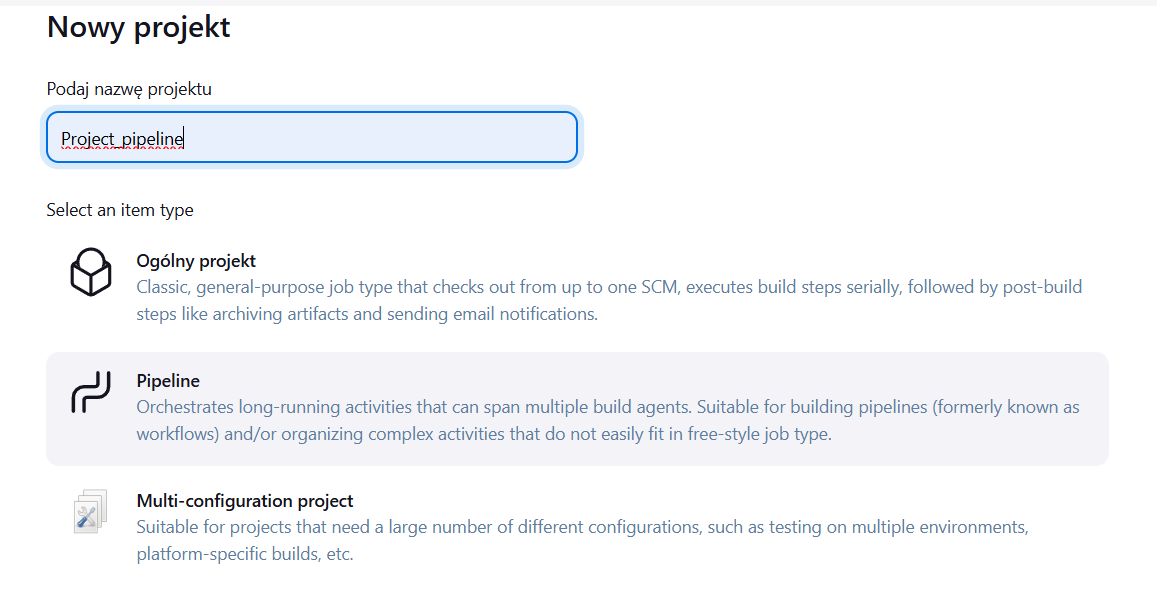 Nowy projekt
Podaj nazwę projektu
Project_pipeline
Select an item type
Ogólny projekt
Classic, general-purpose job type that checks out from up to one SCM, executes build steps serially, followed by post-build
steps like archiving artifacts and sending email notifications.
Pipeline
Orchestrates long-running activities that can span multiple build agents. Suitable for building pipelines (formerly known as
workflows) and/or organizing complex activities that do not easily fit in free-style job type.
Multi-configuration project
Suitable for projects that need a large number of different configurations, such as testing on multiple environments,
platform-specific builds, etc.